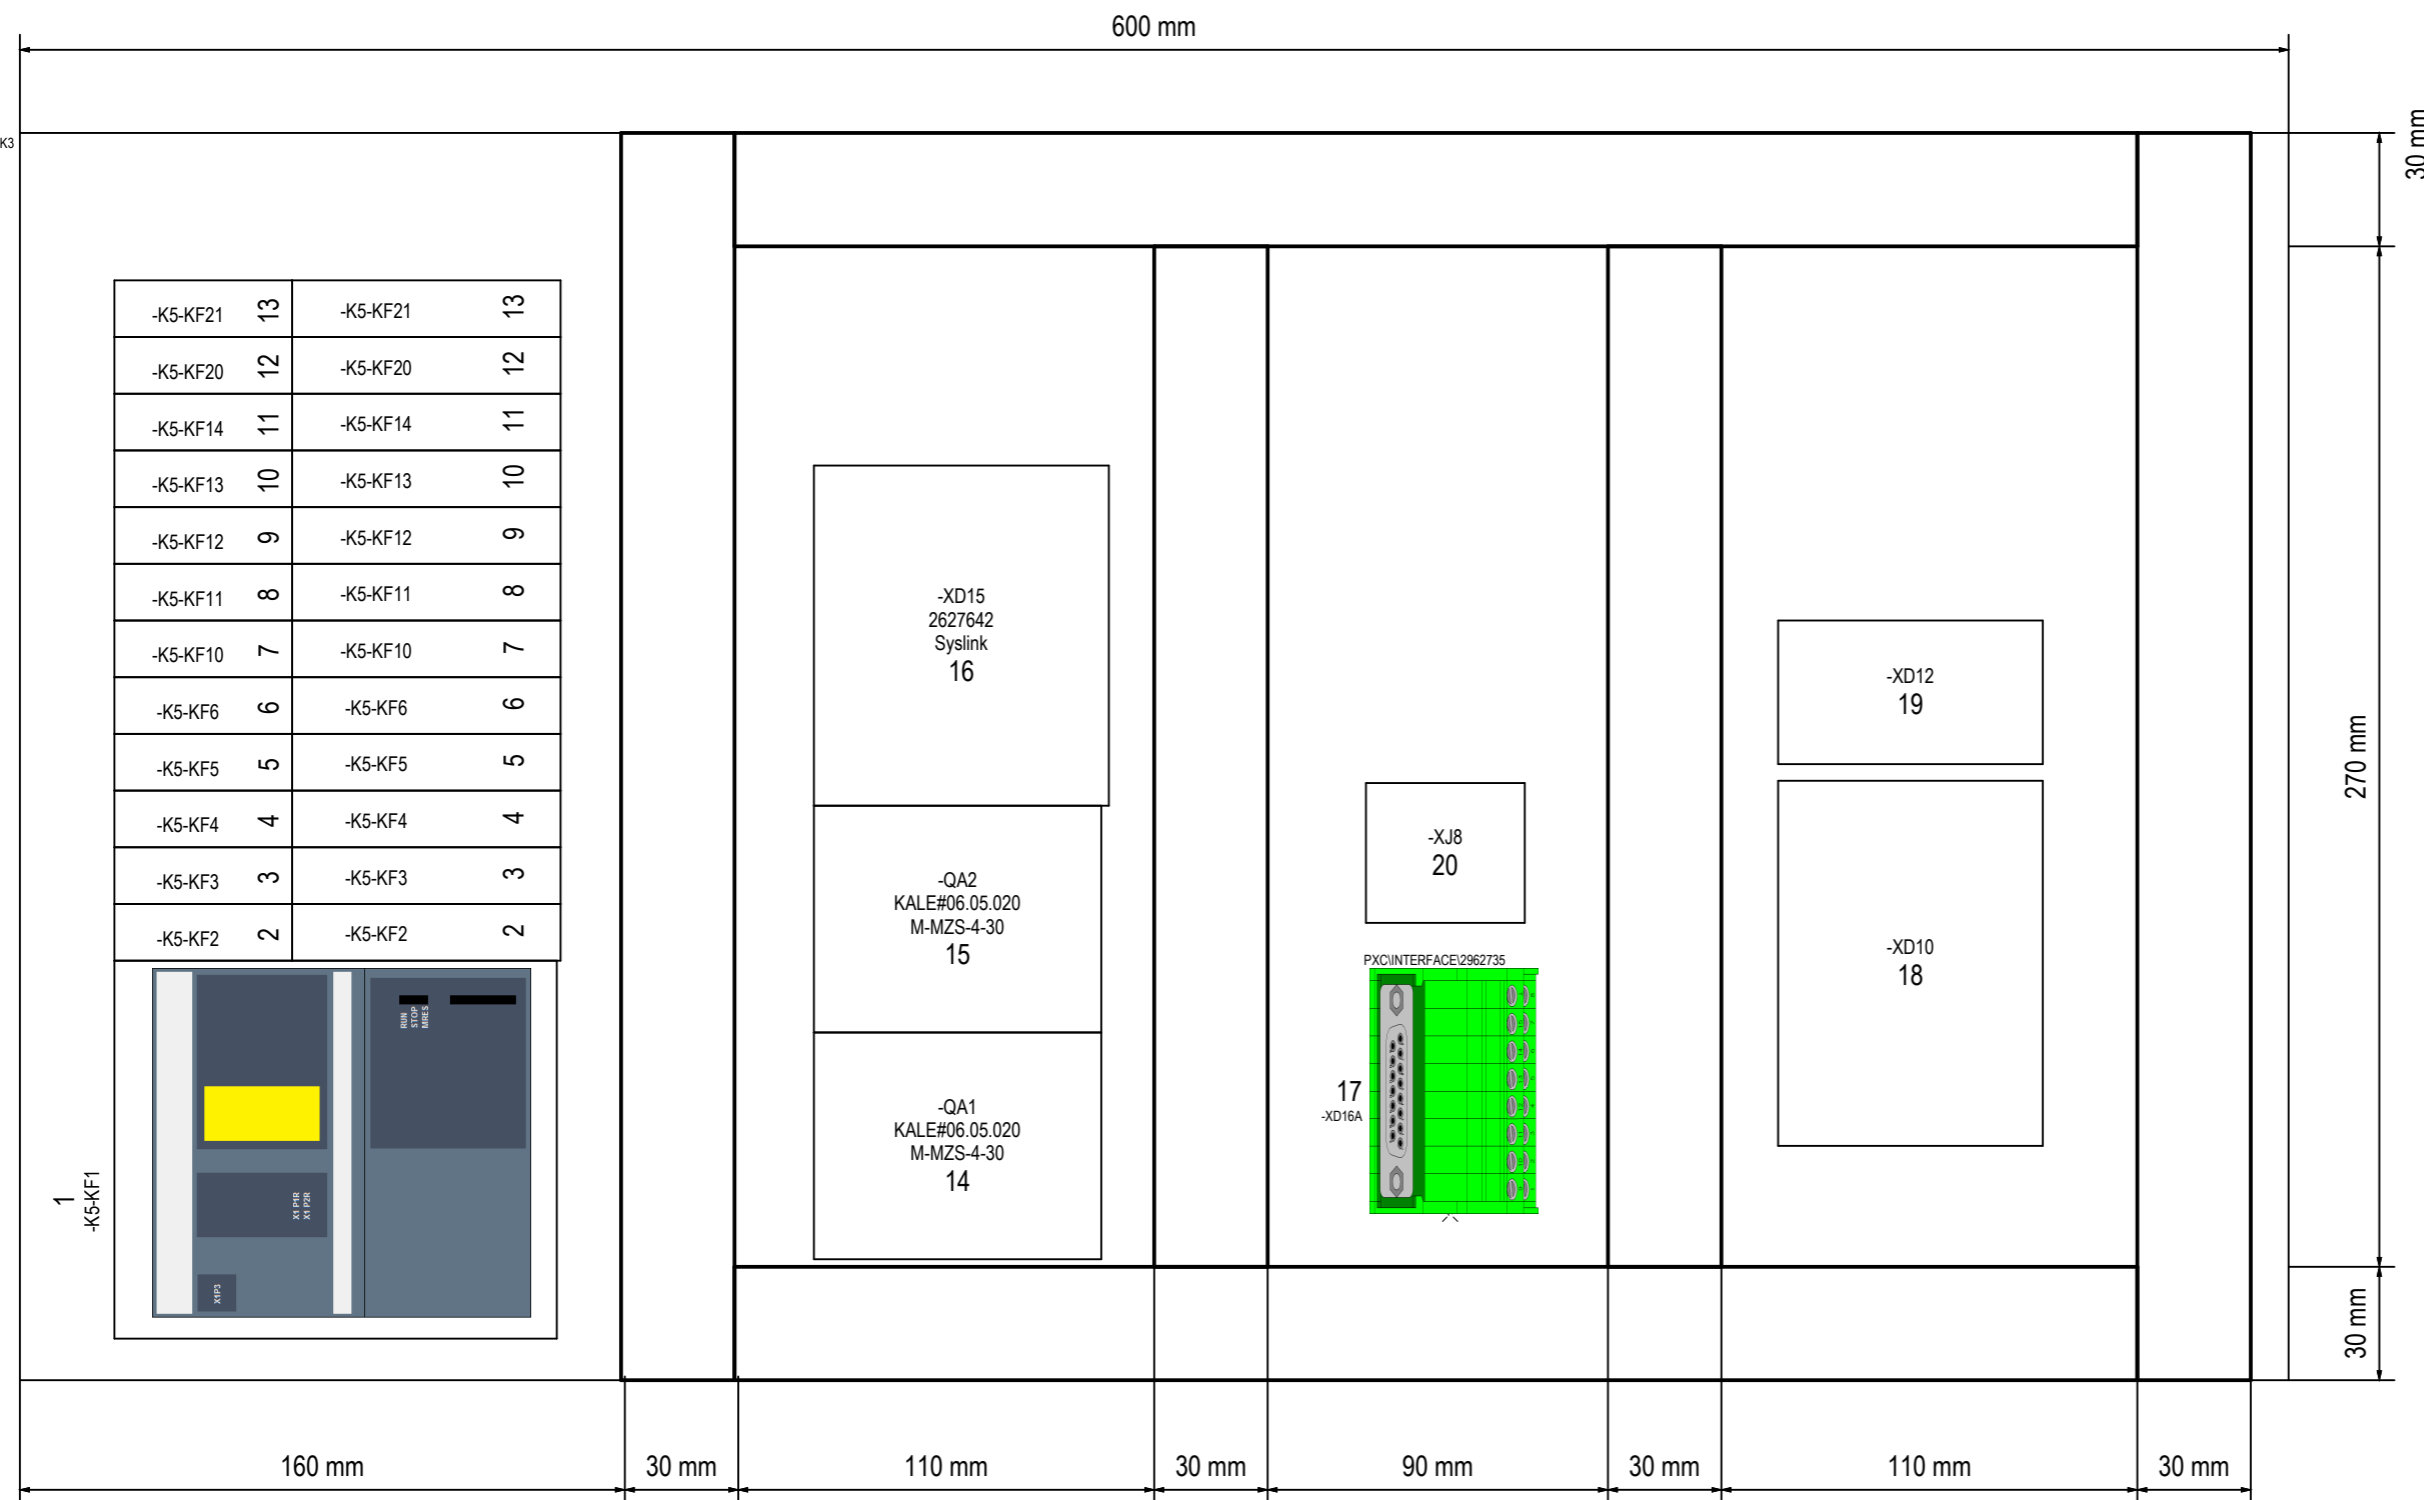 600 mm
K3
30 mm
-K5-KF21 13 -K5-KF21 13
-K5-KF20 12 -K5-KF20 12
-K5-KF14 11 -K5-KF14 11
-K5-KF13 10 -K5-KF13 10
-K5-KF12 9 -K5-KF12 9
-K5-KF11 8 -K5-KF11 8
-K5-KF10 7 -K5-KF10 7
-K5-KF6 6 -K5-KF6 6
-K5-KF5 5 -K5-KF5 5
-K5-KF4 4 -K5-KF4 4
-K5-KF3 3 -K5-KF3 3
-K5-KF2 2 -K5-KF2 2
RUN
STOP
MRES
X1 P1R
X1 P2R
X1P3
1
-K5-KF1
-XD15
2627642
Syslink
16
-QA2
KALE#06.05.020
M-MZS-4-30
15
-QA1
KALE#06.05.020
M-MZS-4-30
14
-XJ8
20
PXC\INTERFACE\2962735
17
-XD16A
-XD12
19
-XD10
18
270 mm
30 mm
160 mm 30 mm 110 mm 30 mm 90 mm 30 mm 110 mm 30 mm